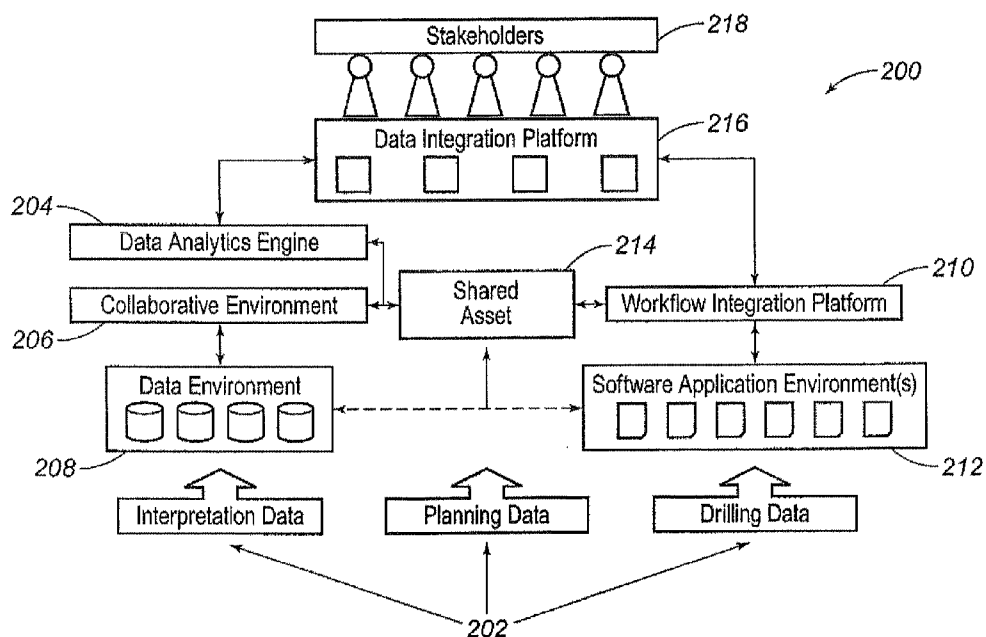 Stakeholders
218
200
Data Integration Platform
216
204
Data Analytics Engine
214
210
Collaborative Environment
Shared
Asset
Workflow Integration Platform
206
Data Environment
Software Application Environment(s)
208
212
Interpretation Data
Planning Data
Drilling Data
202